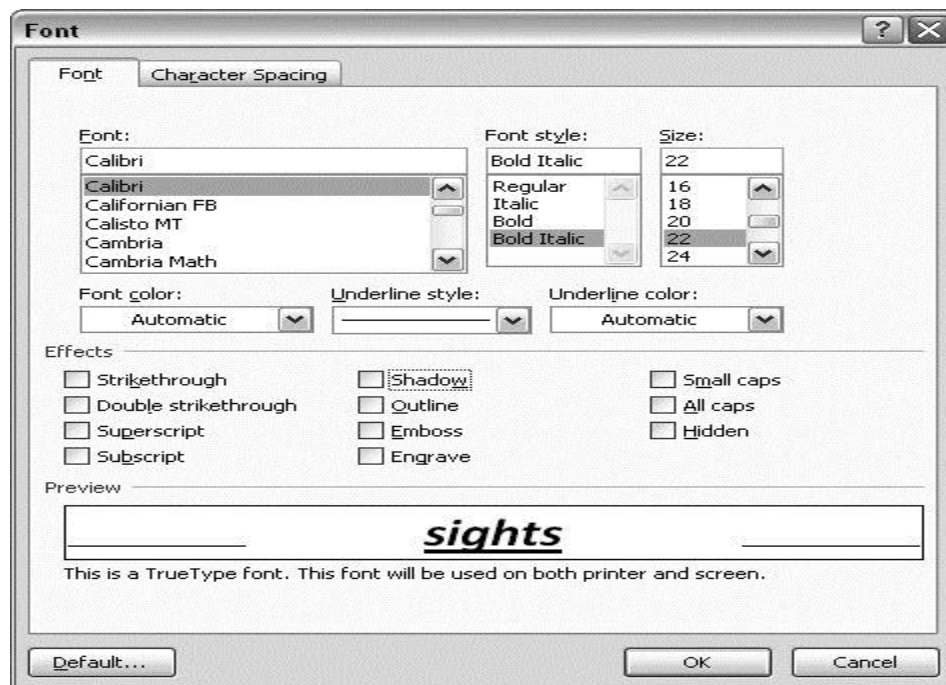 Font
Font Character Spacing
Font: Font style: Size:
Calibri Bold Italic 22
Calibri Regular 16
Californian FB Italic 18
Calisto MT Bold 20
Cambria Bold Italic 22
Cambria Math 24
Font color: Underline style: Underline color:
Automatic Automatic
Effects
Strikethrough Shadow Small caps
Double strikethrough Outline All caps
Superscript Emboss Hidden
Subscript Engrave
Preview
sights
This is a TrueType font. This font will be used on both printer and screen.
Default... OK Cancel